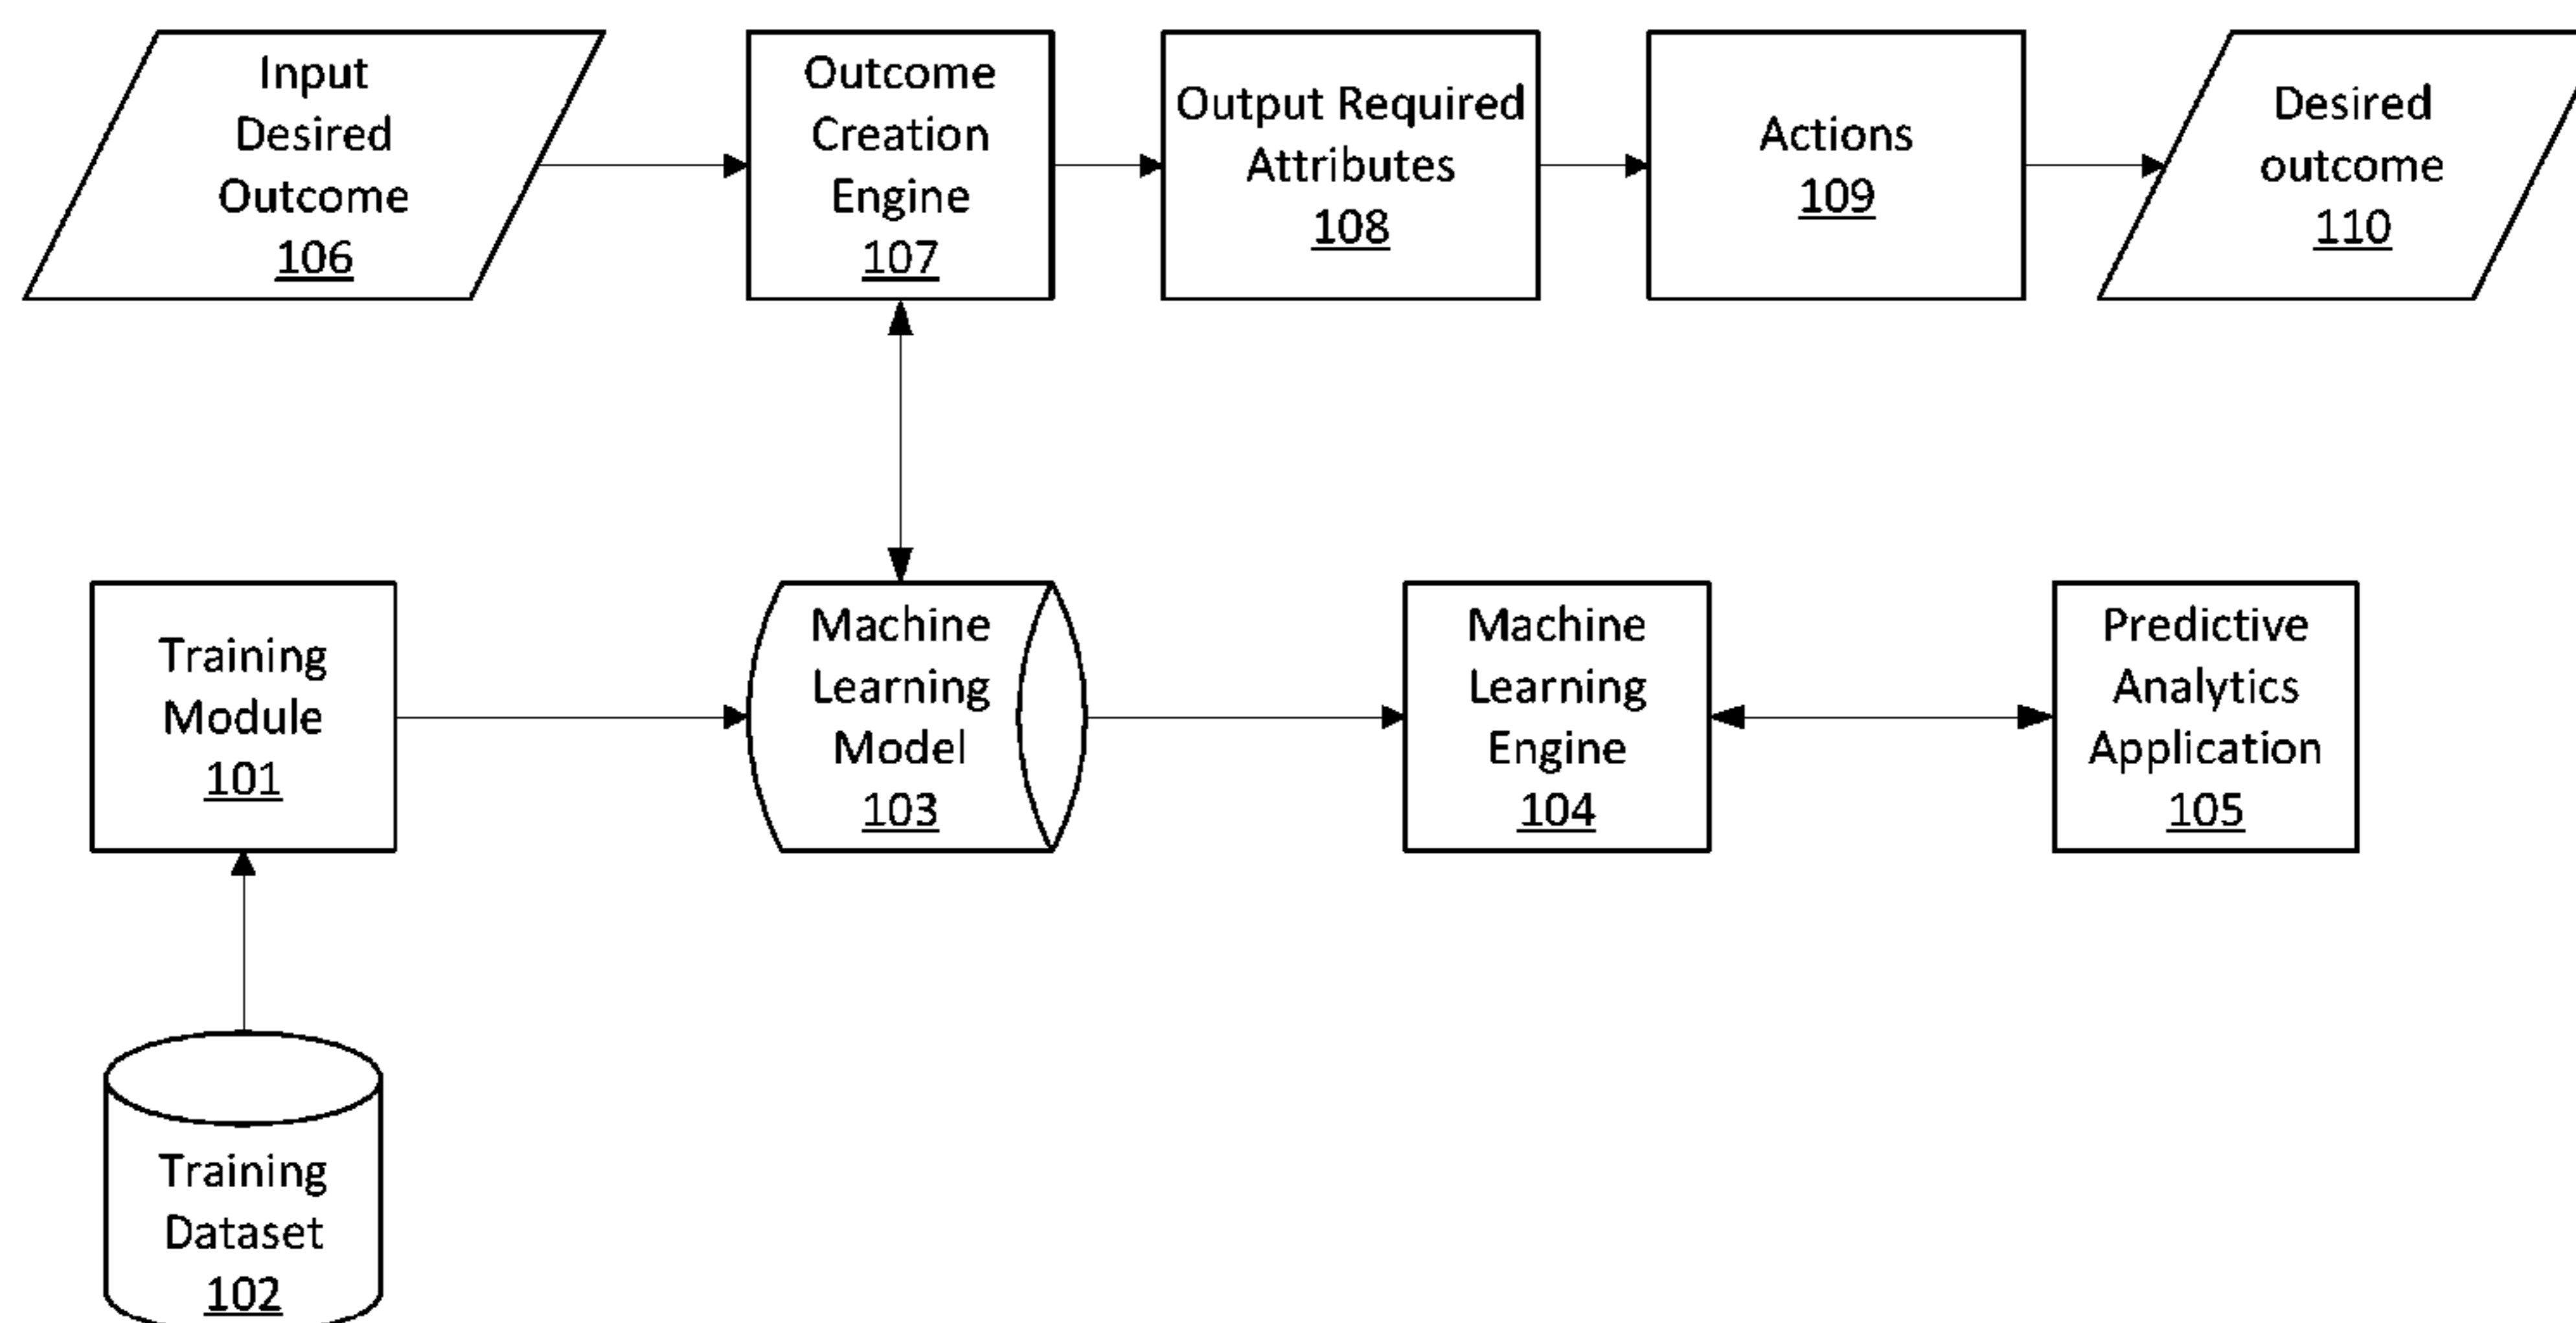 Input
Desired
Outcome
106
Outcome
Creation
Engine
107
Output Required
Attributes
108
Actions
109
Desired
outcome
110
Training
Module
101
Machine
Learning
Model
103
Machine
Learning
Engine
104
Predictive
Analytics
Application
105
Training
Dataset
102